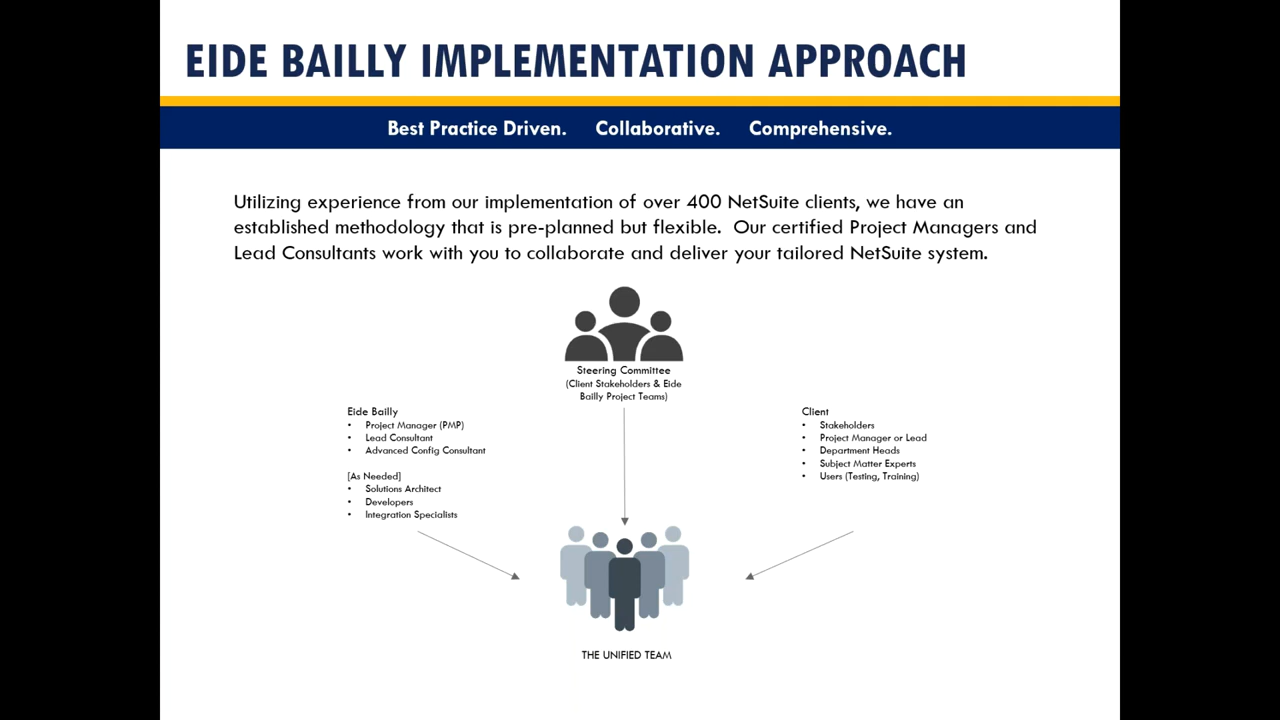 EIDE BAILLY IMPLEMENTATION APPROACH
Best Practice Driven. Collaborative. Comprehensive.
Utilizing experience from our implementation of over 400 NetSuite clients, we have an
established methodology that is pre-planned but flexible. Our certified Project Managers and
Lead Consultants work with you to collaborate and deliver your tailored NetSuite system.
Steering Committee
(Client Stakeholders & Eide
Bailly Project Teams)
Eide Bailly
• Project Manager (PMP)
• Lead Consultant
• Advanced Config Consultant
[As Needed]
• Solutions Architect
• Developers
• Integration Specialists
Client
• Stakeholders
• Project Manager or Lead
• Department Heads
• Subject Matter Experts
• Users (Testing, Training)
THE UNIFIED TEAM